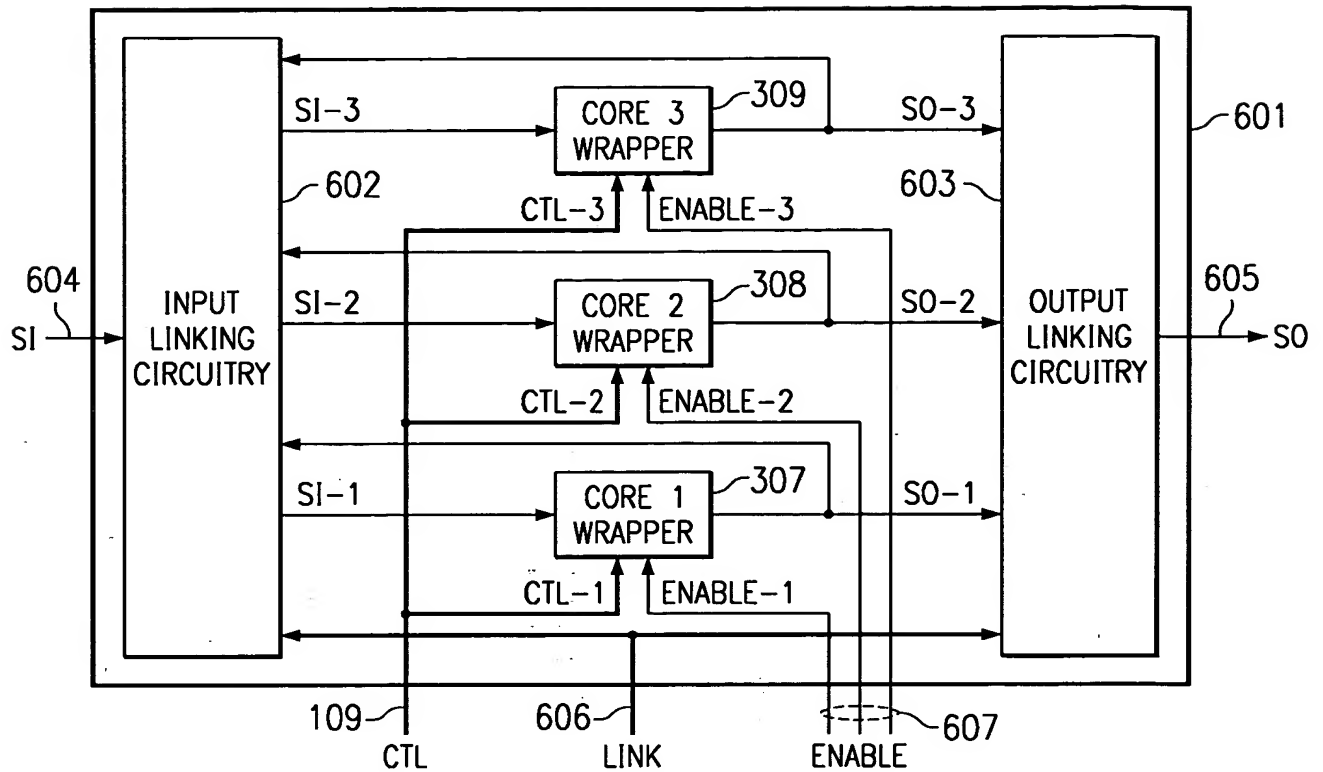 SI-3
CORE 3
WRAPPER
309
SO-3
601
602
603
CTL-3
ENABLE-3
604
SI
INPUT
LINKING
CIRCUITRY
SI-2
CORE 2
WRAPPER
308
SO-2
OUTPUT
LINKING
CIRCUITRY
605
SO
CTL-2
ENABLE-2
SI-1
CORE 1
WRAPPER
307
SO-1
CTL-1
ENABLE-1
109
606
607
CTL
LINK
ENABLE